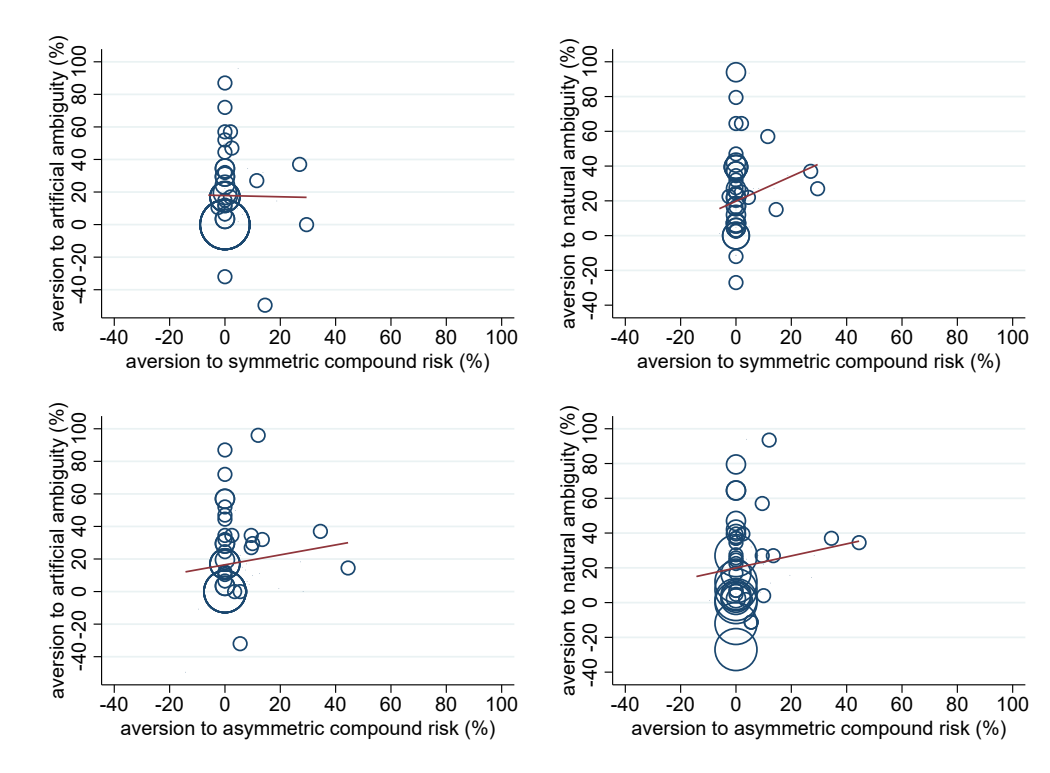 aversion to artificial ambiguity (%)
100
80
60
40
20
0
-20
-40
-40 -20 0 20 40 60 80 100
aversion to symmetric compound risk (%)
aversion to natural ambiguity (%)
100
80
60
40
20
0
-20
-40
-40 -20 0 20 40 60 80 100
aversion to symmetric compound risk (%)
aversion to artificial ambiguity (%)
100
80
60
40
20
0
-20
-40
-40 -20 0 20 40 60 80 100
aversion to asymmetric compound risk (%)
aversion to natural ambiguity (%)
100
80
60
40
20
0
-20
-40
-40 -20 0 20 40 60 80 100
aversion to asymmetric compound risk (%)